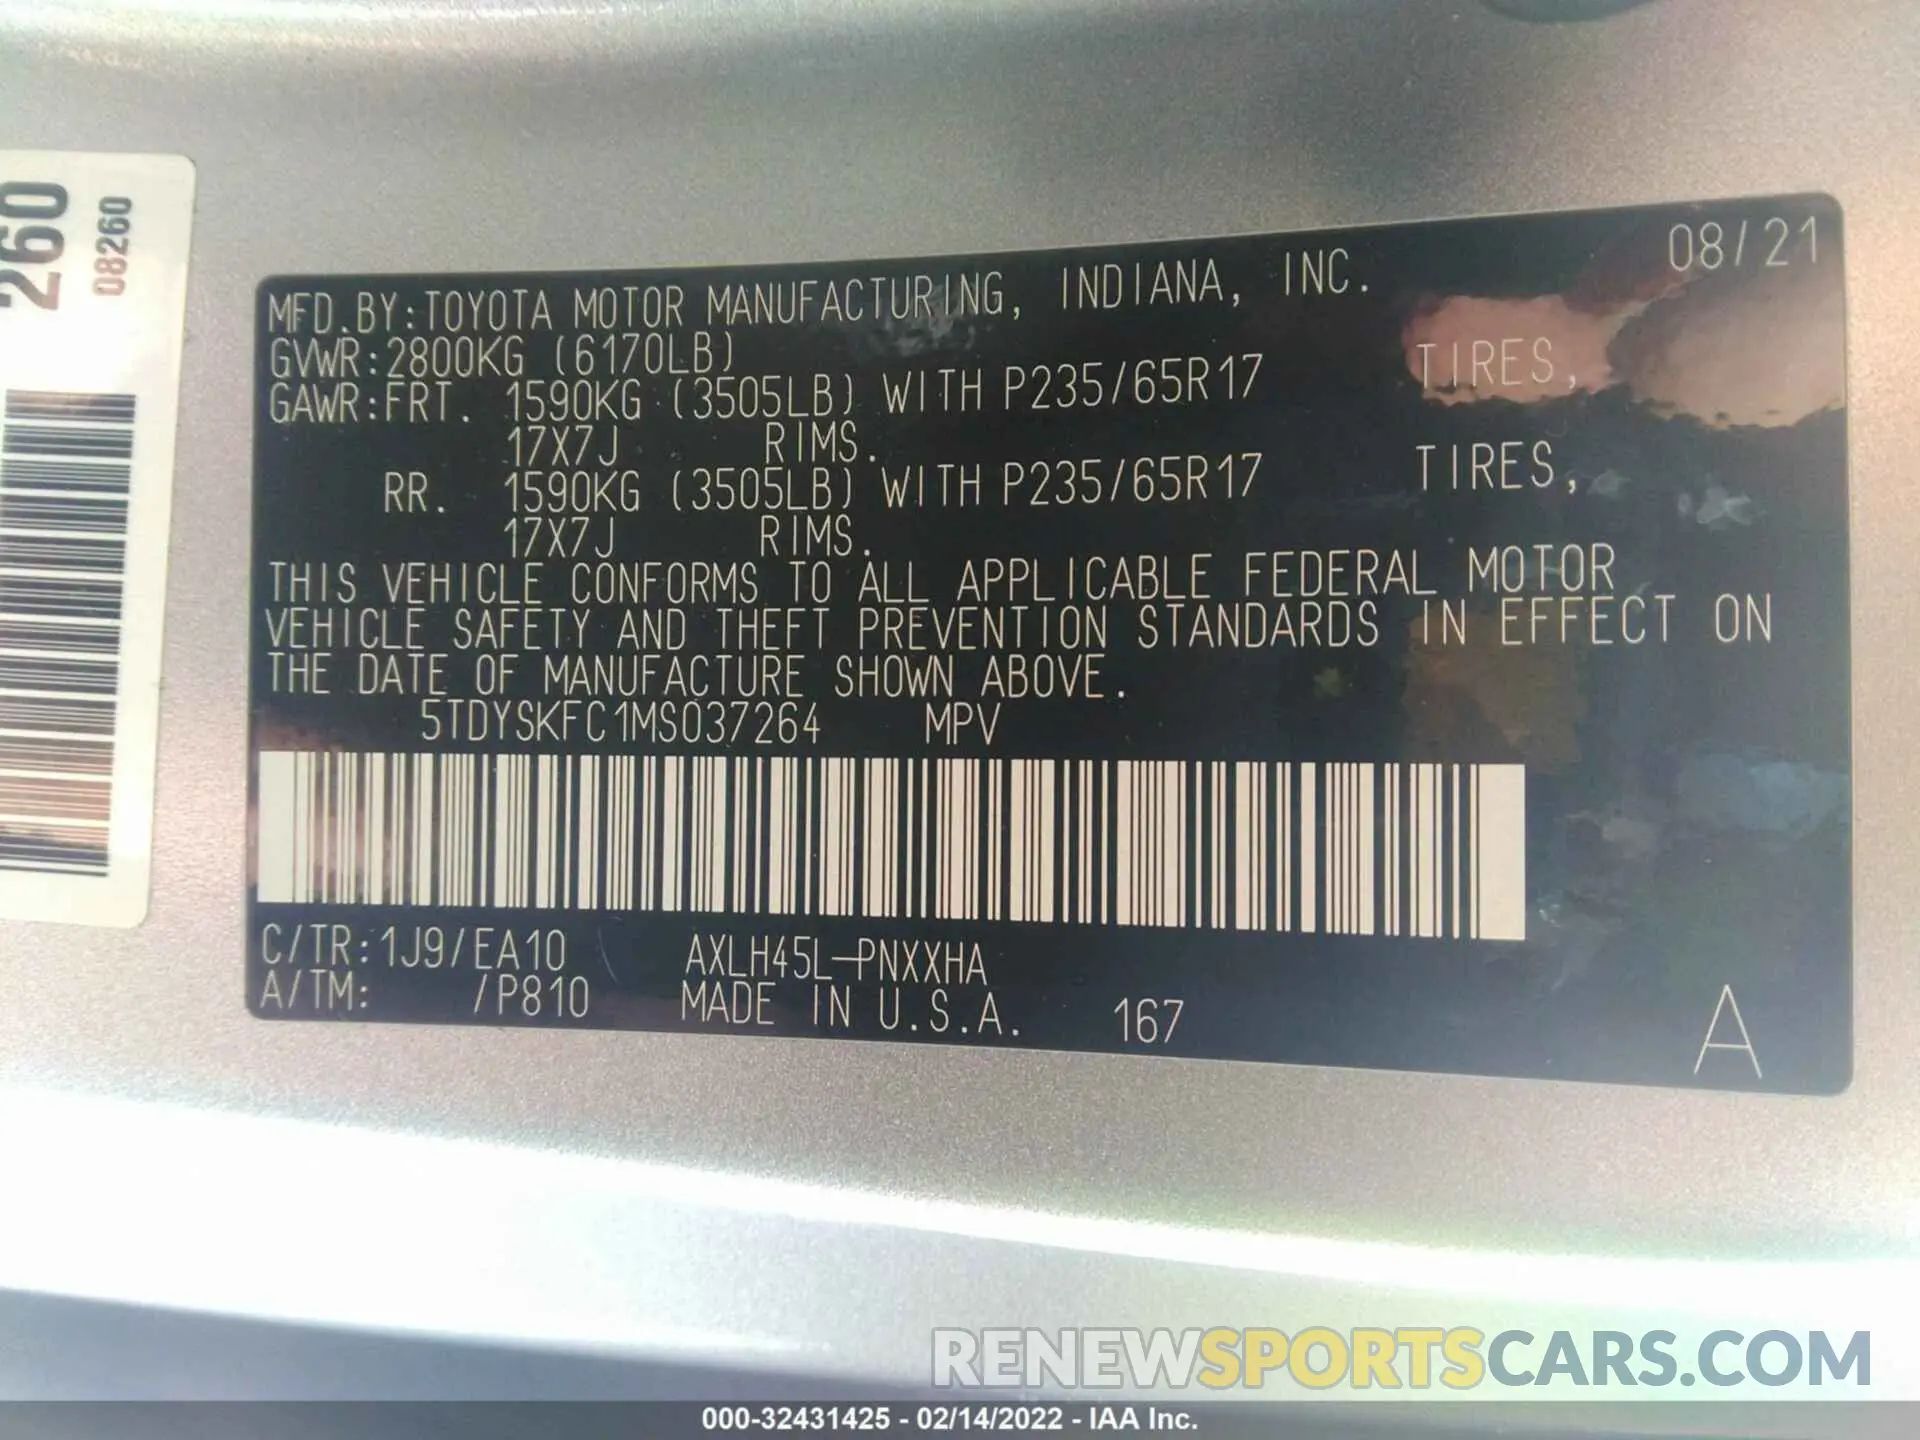 260
08260
08/21
MFD.BY:TOYOTA MOTOR MANUFACTURING, INDIANA, INC.
GVWR:2800KG (6170LB)
GAWR:FRT. 1590KG (3505LB) WITH P235/65R17 TIRES,
17X7J RIMS.
RR. 1590KG (3505LB) WITH P235/65R17 TIRES,
17X7J RIMS.
THIS VEHICLE CONFORMS TO ALL APPLICABLE FEDERAL MOTOR
VEHICLE SAFETY AND THEFT PREVENTION STANDARDS IN EFFECT ON
THE DATE OF MANUFACTURE SHOWN ABOVE.
5TDYSKFC1MS037264 MPV
C/TR:1J9/EA10 AXLH45L-PNXXHA
A/TM: /P810 MADE IN U.S.A. 167
A
RENEWSPORTSCARS.COM
000-32431425 - 02/14/2022 - IAA Inc.